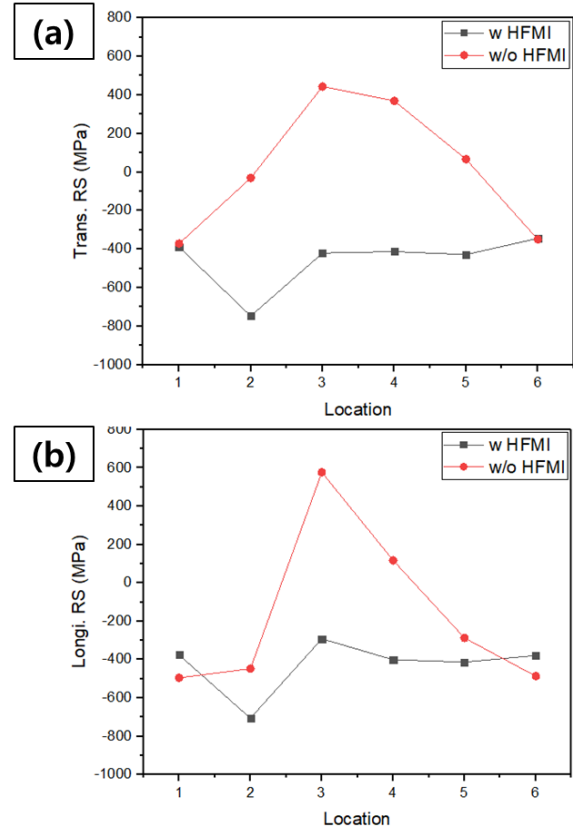 (a)
800
600
400
200
0
-200
-400
-600
-800
-1000
Trans. RS (MPa)
w HFMI
w/o HFMI
1 2 3 4 5 6
Location
(b)
800
600
400
200
0
-200
-400
-600
-800
-1000
Longi. RS (MPa)
w HFMI
w/o HFMI
1 2 3 4 5 6
Location